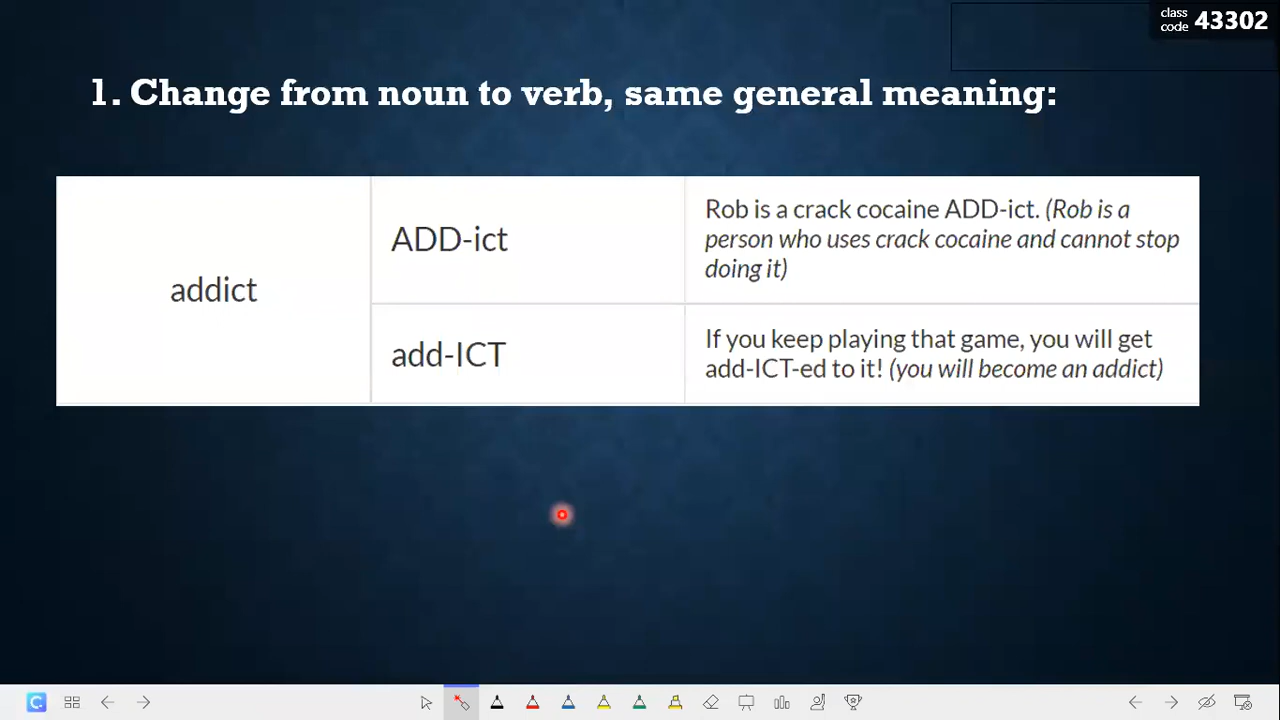 class
code 43302
1. Change from noun to verb, same general meaning:
addict
ADD-ict
Rob is a crack cocaine ADD-ict. (Rob is a
person who uses crack cocaine and cannot stop
doing it)
add-ICT
If you keep playing that game, you will get
add-ICT-ed to it! (you will become an addict)